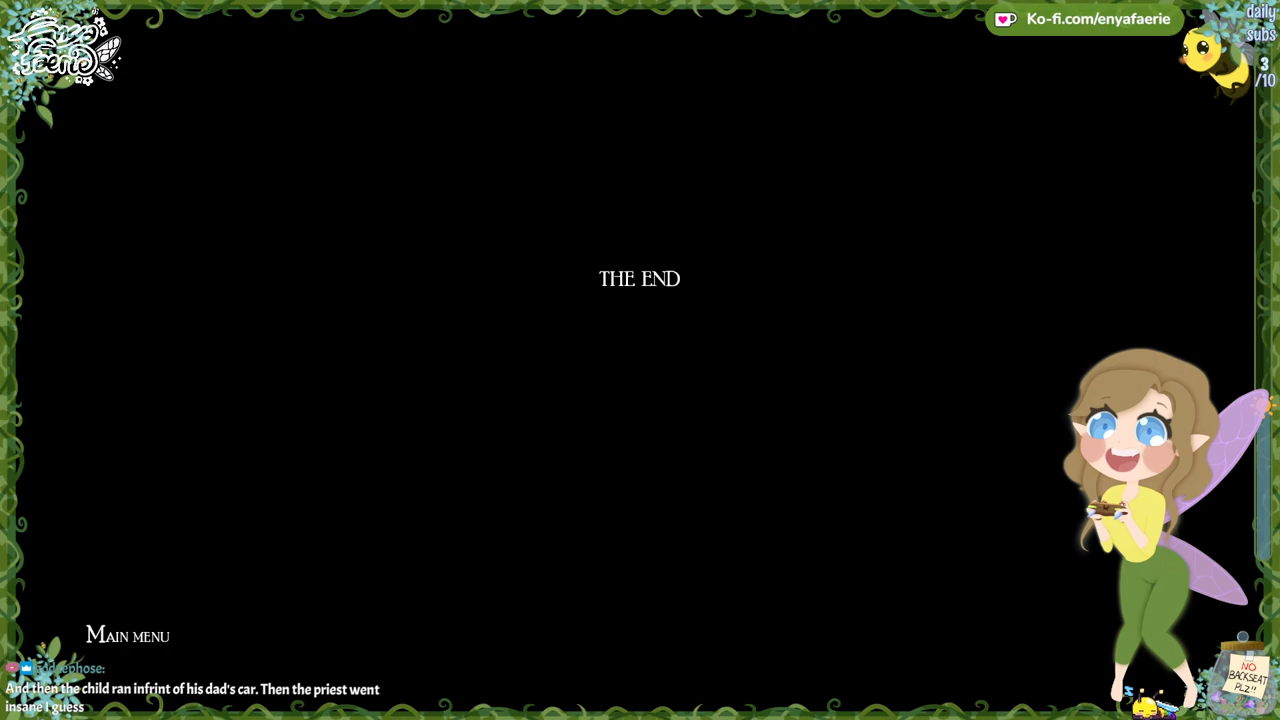 Faerie
Ko-fi.com/enyafaerie
daily
subs
3
/10
THE END
MAIN MENU
And then the child ran infrint of his dad's car. Then the priest went
insane I guess
NO
BACKSEAT
PLZ!!